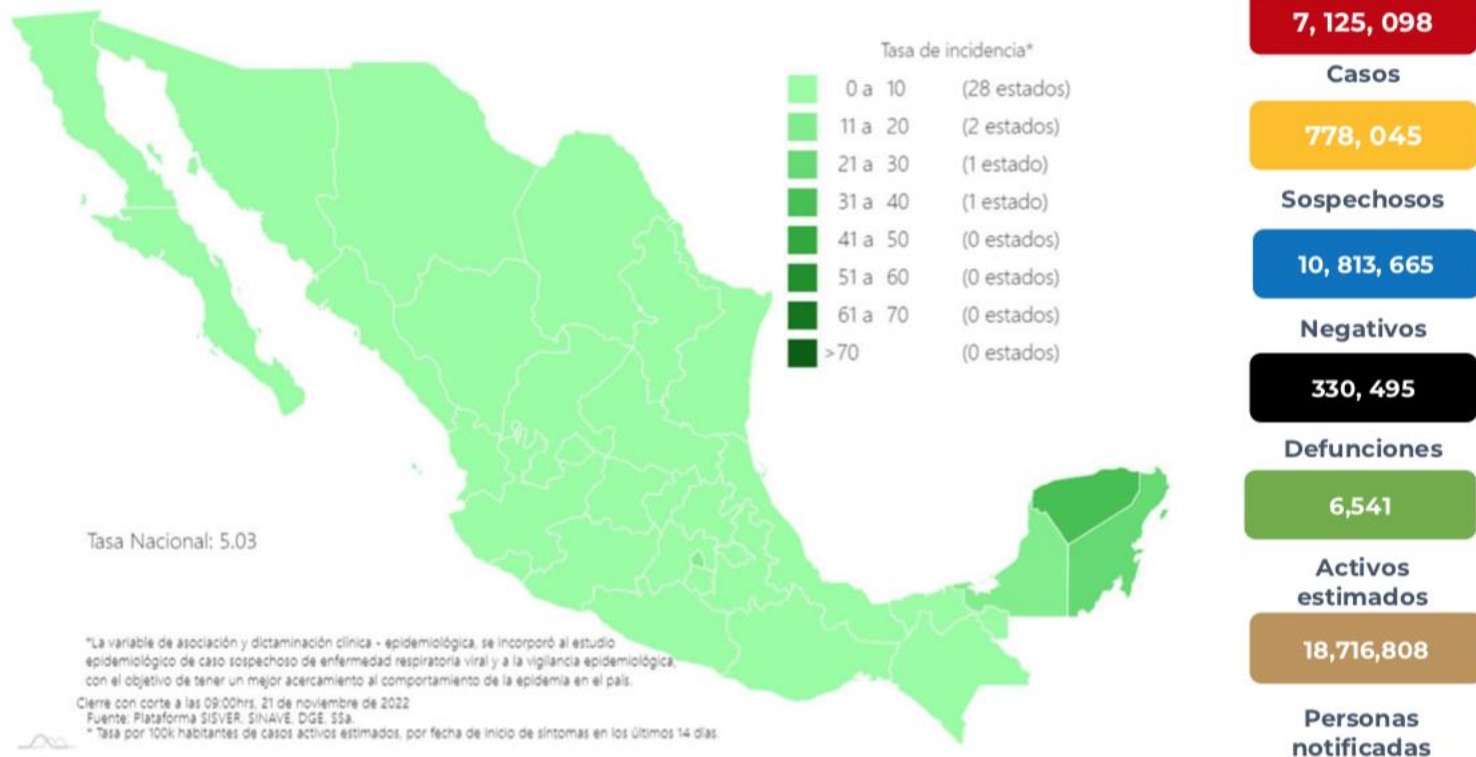 Tasa de incidencia*
0 a 10 (28 estados)
11 a 20 (2 estados)
21 a 30 (1 estado)
31 a 40 (1 estado)
41 a 50 (0 estados)
51 a 60 (0 estados)
61 a 70 (0 estados)
>70 (0 estados)
Tasa Nacional: 5.03
*La variable de asociación y dictaminación clínica - epidemiológica, se incorporó al estudio
epidemiológico de caso sospechoso de enfermedad respiratoria viral y a la vigilancia epidemiológica,
con el objetivo de tener un mejor acercamiento al comportamiento de la epidemia en el país.
Cierre con corte a las 09:00hrs, 21 de noviembre de 2022
Fuente: Plataforma SISVER, SINAVE, DGE, SSa.
* Tasa por 100k habitantes de casos activos estimados, por fecha de inicio de síntomas en los últimos 14 días.
7, 125, 098
Casos
778, 045
Sospechosos
10, 813, 665
Negativos
330, 495
Defunciones
6,541
Activos
estimados
18,716,808
Personas
notificadas